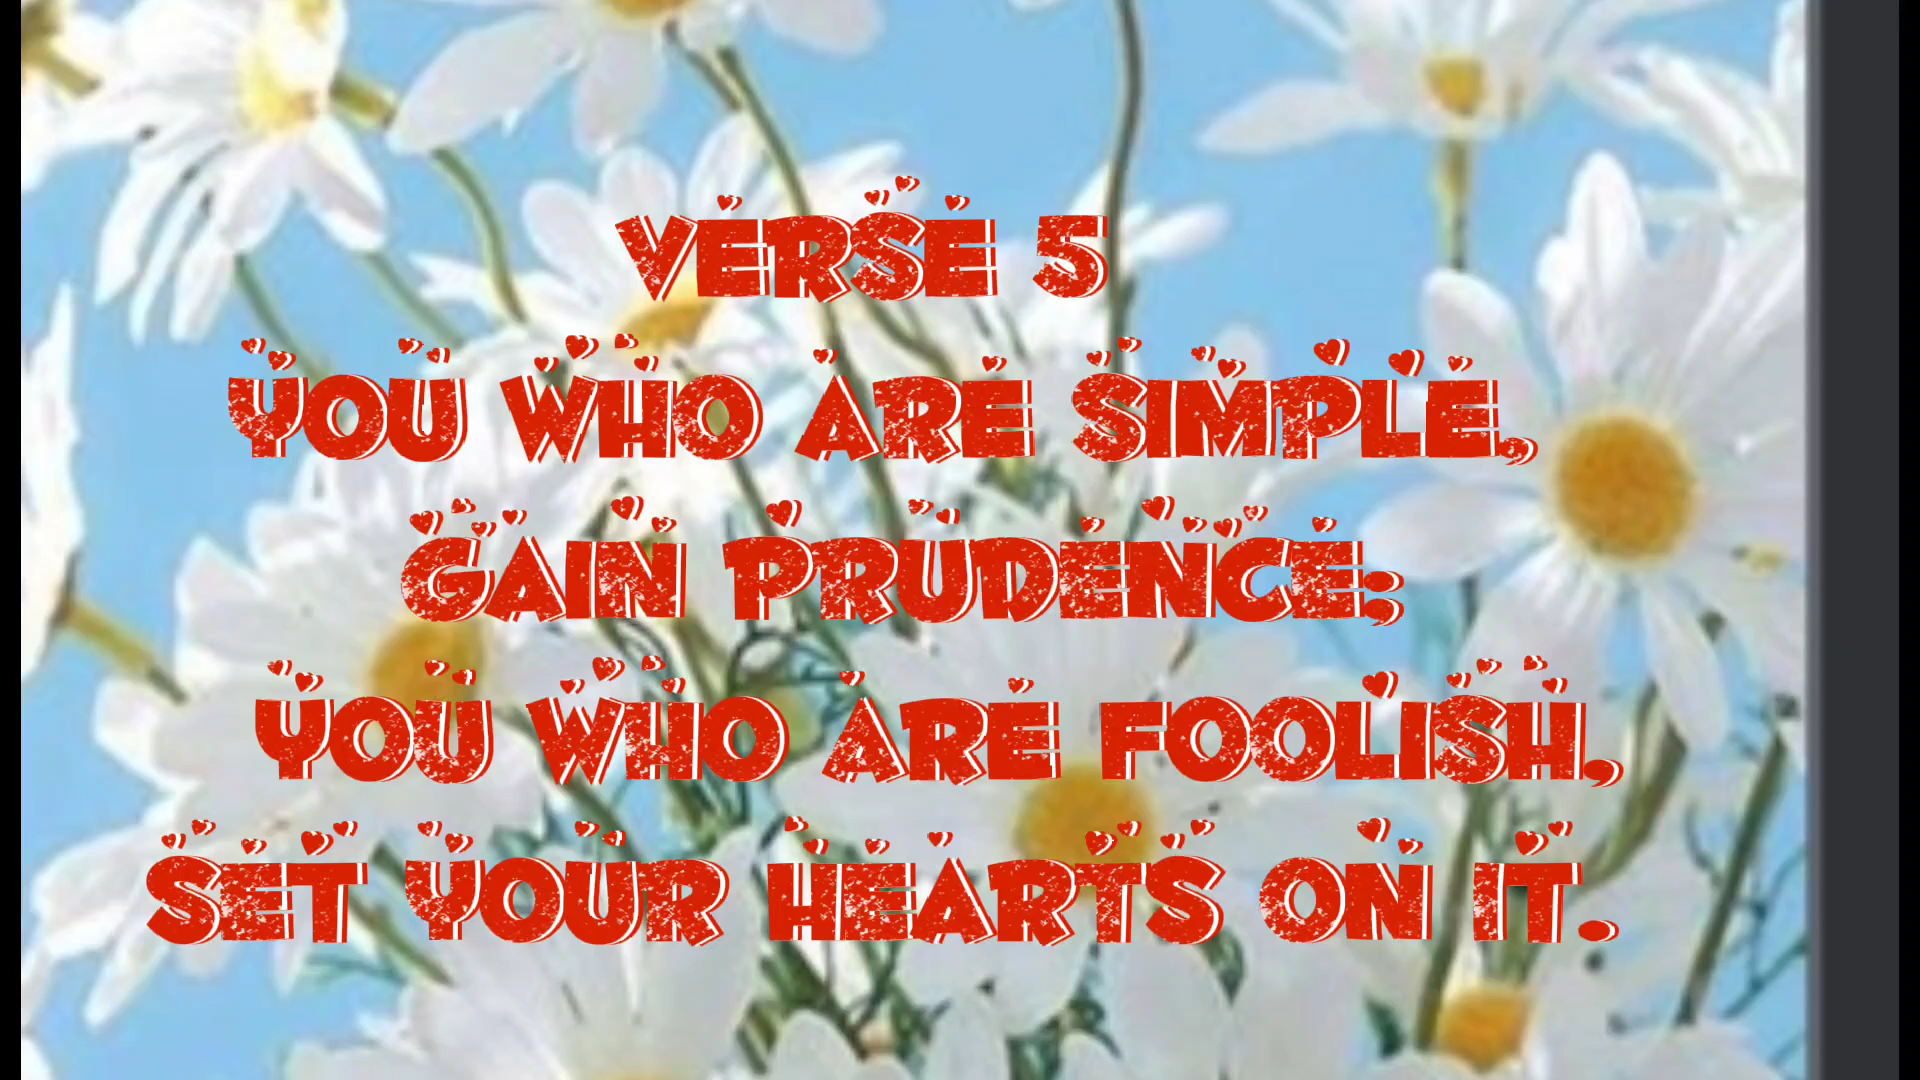 VERSE 5
YOU WHO ARE SIMPLE,
GAIN PRUDENCE;
YOU WHO ARE FOOLISH,
SET YOUR HEARTS ON IT.